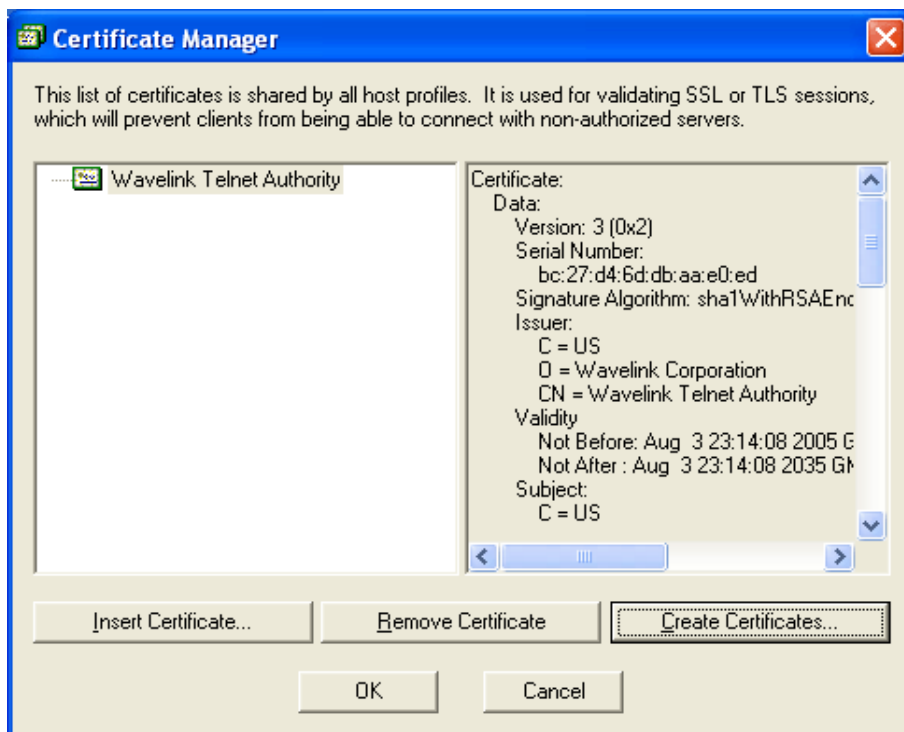 Certificate Manager
This list of certificates is shared by all host profiles. It is used for validating SSL or TLS sessions,
which will prevent clients from being able to connect with non-authorized servers.
Wavelink Telnet Authority
Certificate:
Data:
Version: 3 (0x2)
Serial Number:
bc:27:d4:6d:db:aa:e0:ed
Signature Algorithm: sha1WithRSAEnc
Issuer:
C = US
O = Wavelink Corporation
CN = Wavelink Telnet Authority
Validity
Not Before: Aug 3 23:14:08 2005 G
Not After : Aug 3 23:14:08 2035 GM
Subject:
C = US
Insert Certificate...
Remove Certificate
Create Certificates...
OK
Cancel